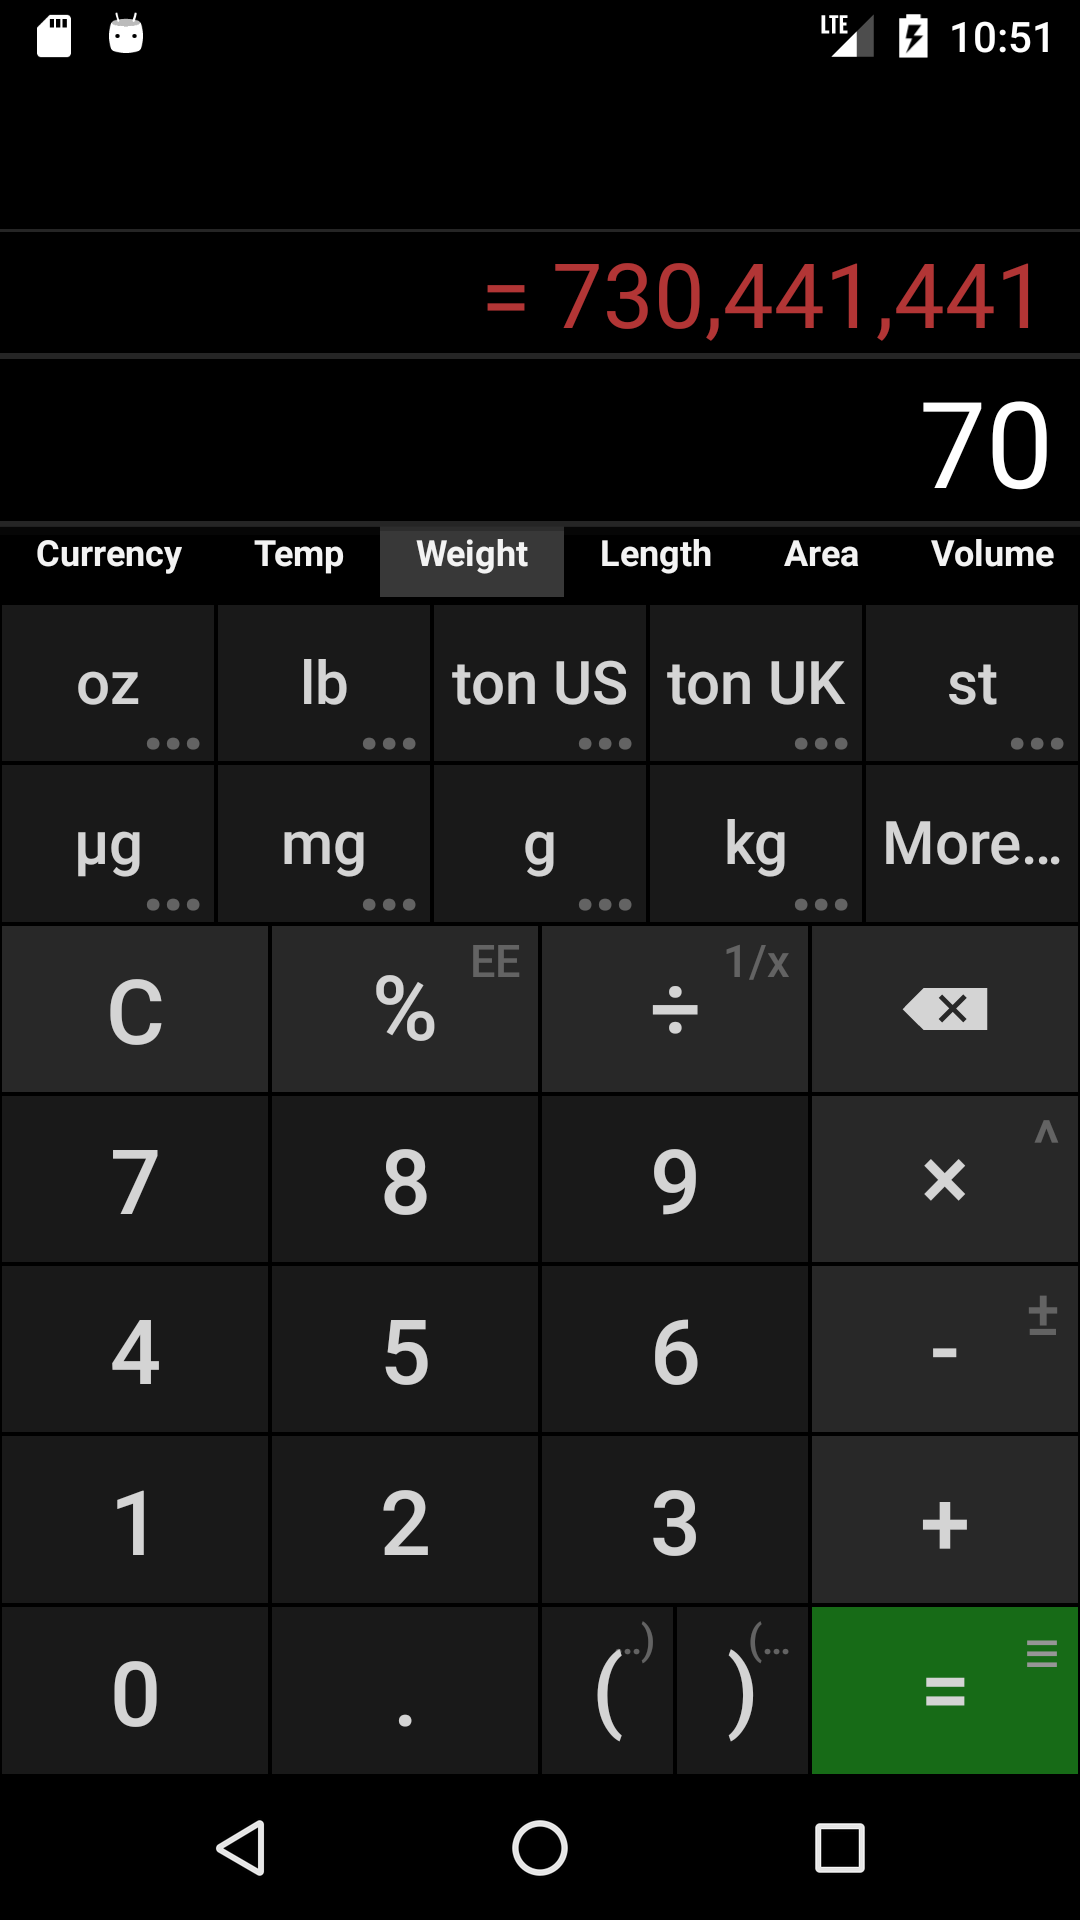 LTE 10:51
= 730,441,441
70
Currency Temp Weight Length Area Volume
oz lb ton US ton UK st
µg mg g kg More...
C % EE ÷ 1/x
7 8 9 × ^
4 5 6 - ±
1 2 3 +
0 . ( ..) ) (... =